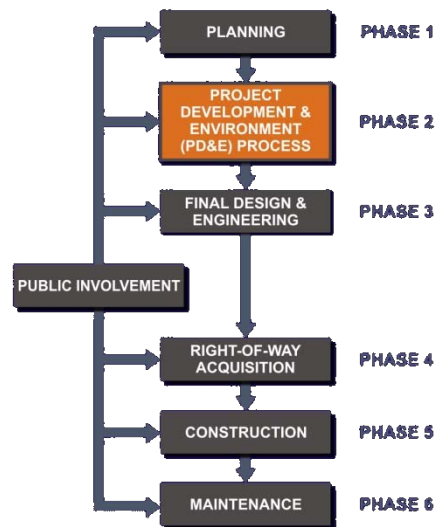 PLANNING
PHASE 1
PROJECT
DEVELOPMENT &
ENVIRONMENT
(PD&E) PROCESS
PHASE 2
FINAL DESIGN &
ENGINEERING
PHASE 3
PUBLIC INVOLVEMENT
RIGHT-OF-WAY
ACQUISITION
PHASE 4
CONSTRUCTION
PHASE 5
MAINTENANCE
PHASE 6